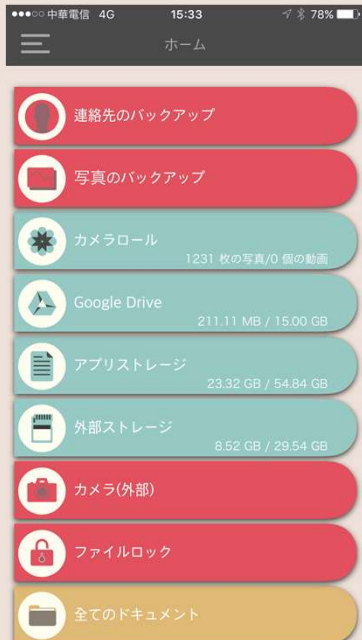 中華電信 4G 15:33 78%
ホーム
連絡先のバックアップ
写真のバックアップ
カメラロール
1231 枚の写真/0 個の動画
Google Drive
211.11 MB / 15.00 GB
アプリストレージ
23.32 GB / 54.84 GB
外部ストレージ
8.52 GB / 29.54 GB
カメラ(外部)
ファイルロック
全てのドキュメント